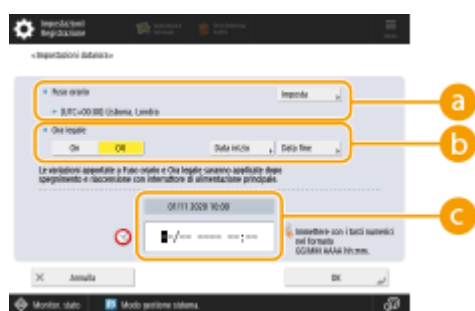 Impostazioni/
Registrazione
<Impostazioni data/ora>
Fuso orario
Imposta
a
(UTC+00:00) Lisbona, Londra
Ora legale
On
Off
Data inizio
Data fine
b
Le variazioni apportate a Fuso orario e Ora legale saranno applicate dopo
spegnimento e riaccensione con interruttore di alimentazione principale.
01/11 2020 10:00
c
--/-- ---- --:--
Immettere con i tasti numerici
nel formato
GG/MM AAAA hh:mm.
Annulla
OK
Monitor. stato
Modo gestione sistema.